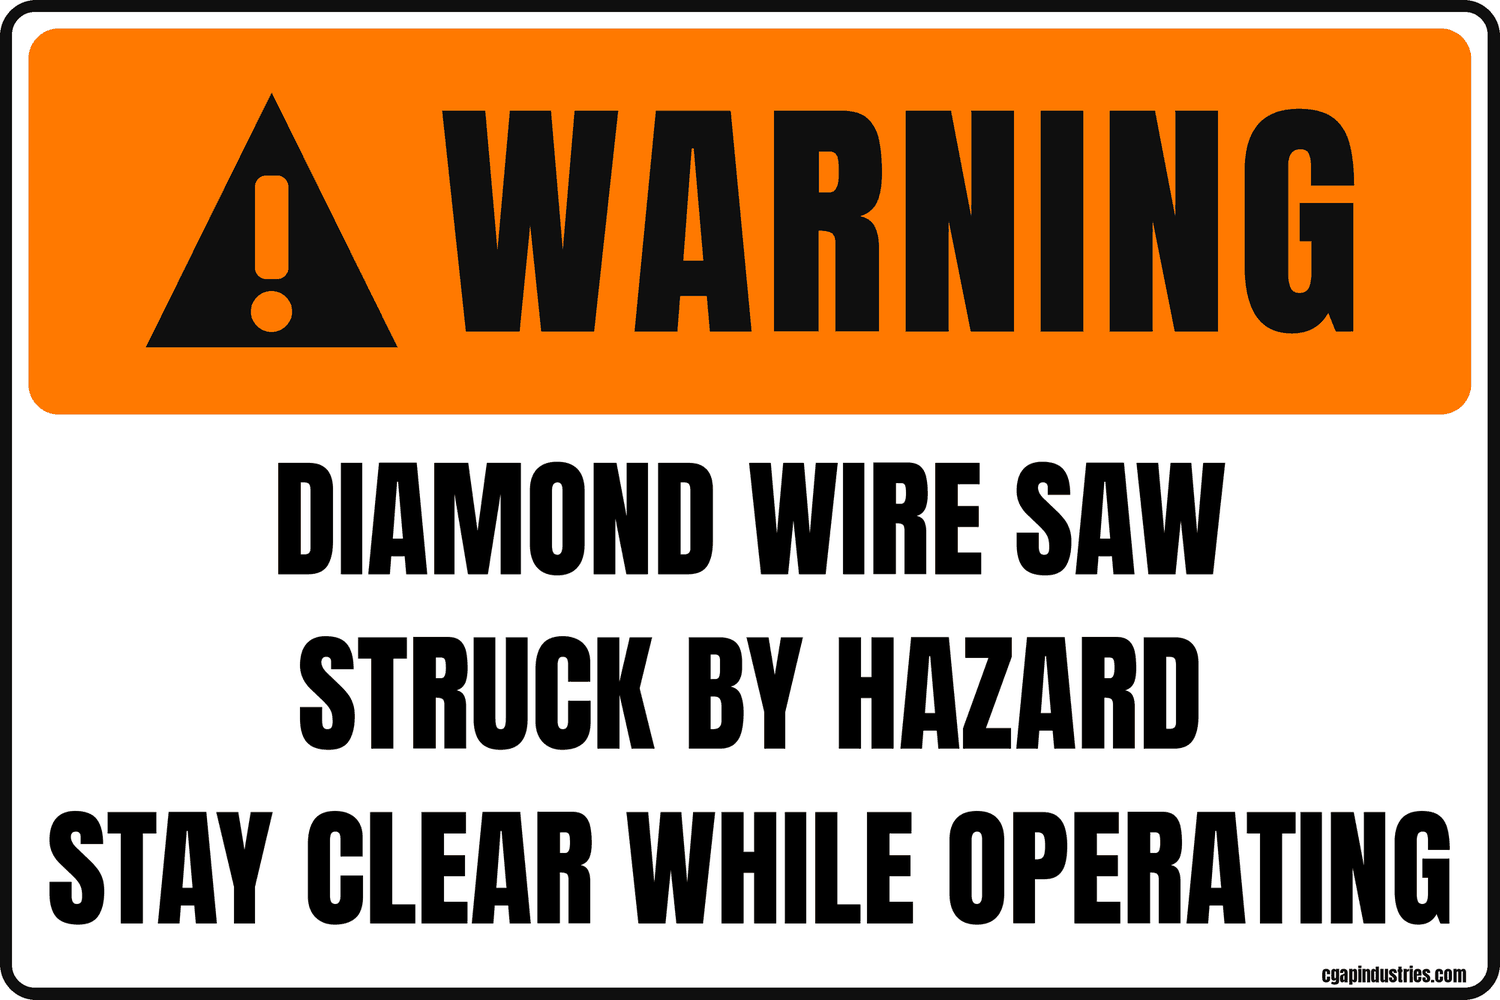 WARNING
DIAMOND WIRE SAW
STRUCK BY HAZARD
STAY CLEAR WHILE OPERATING
cgapindustries.com